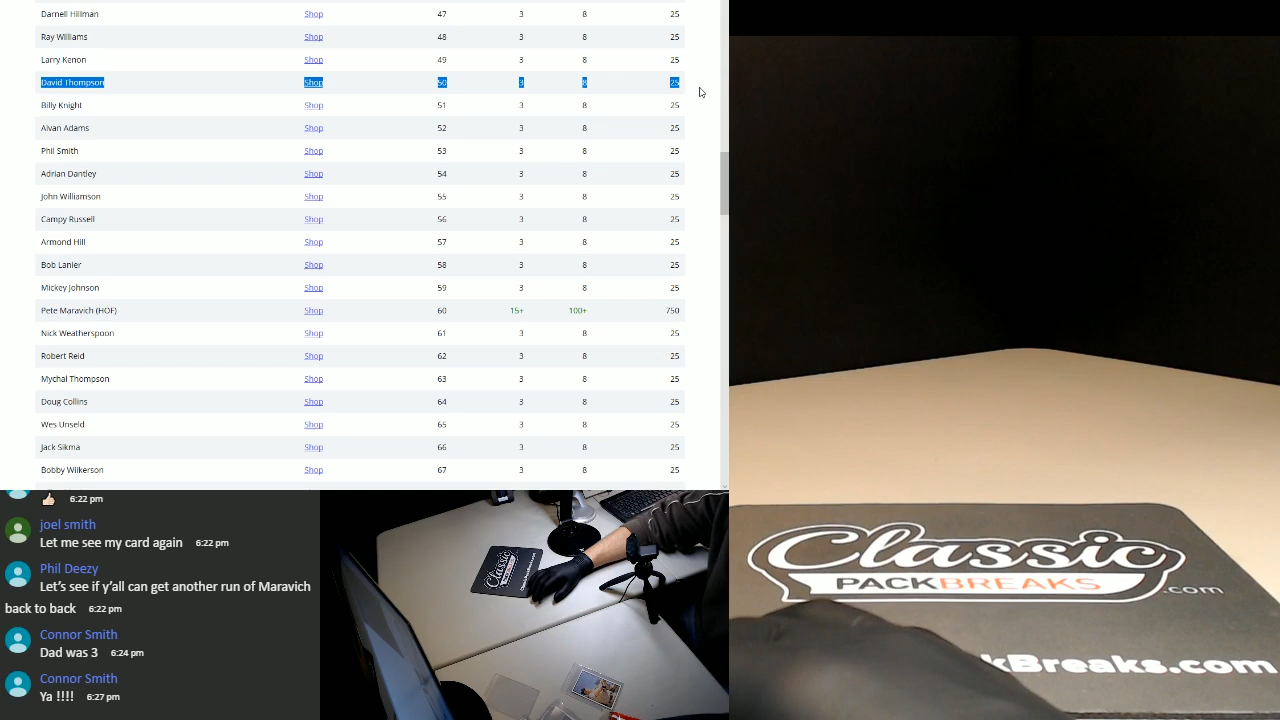 Darnell Hillman Shop 47 3 8 25
Ray Williams Shop 48 3 8 25
Larry Kenon Shop 49 3 8 25
David Thompson Shop 50 3 8 25
Billy Knight Shop 51 3 8 25
Alvan Adams Shop 52 3 8 25
Phil Smith Shop 53 3 8 25
Adrian Dantley Shop 54 3 8 25
John Williamson Shop 55 3 8 25
Campy Russell Shop 56 3 8 25
Armond Hill Shop 57 3 8 25
Bob Lanier Shop 58 3 8 25
Mickey Johnson Shop 59 3 8 25
Pete Maravich (HOF) Shop 60 15+ 100+ 750
Nick Weatherspoon Shop 61 3 8 25
Robert Reid Shop 62 3 8 25
Mychal Thompson Shop 63 3 8 25
Doug Collins Shop 64 3 8 25
Wes Unseld Shop 65 3 8 25
Jack Sikma Shop 66 3 8 25
Bobby Wilkerson Shop 67 3 8 25
👍🏻 6:22 pm
joel smith
Let me see my card again 6:22 pm
Phil Deezy
Let's see if y'all can get another run of Maravich
back to back 6:22 pm
Connor Smith
Dad was 3 6:24 pm
Connor Smith
Ya !!!! 6:27 pm
Classic
PACKBREAKS
Classic
PACKBREAKS.com
kBreaks.com